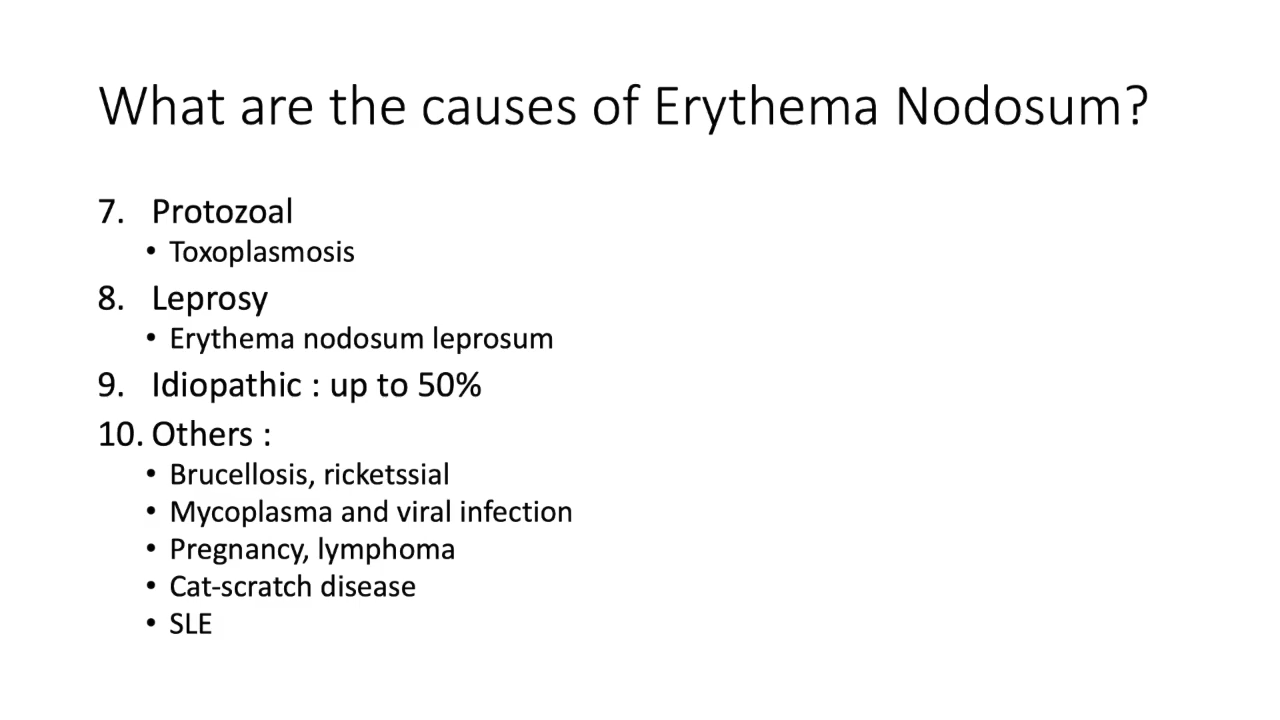 What are the causes of Erythema Nodosum?
7. Protozoal
• Toxoplasmosis
8. Leprosy
• Erythema nodosum leprosum
9. Idiopathic : up to 50%
10. Others :
• Brucellosis, ricketssial
• Mycoplasma and viral infection
• Pregnancy, lymphoma
• Cat-scratch disease
• SLE